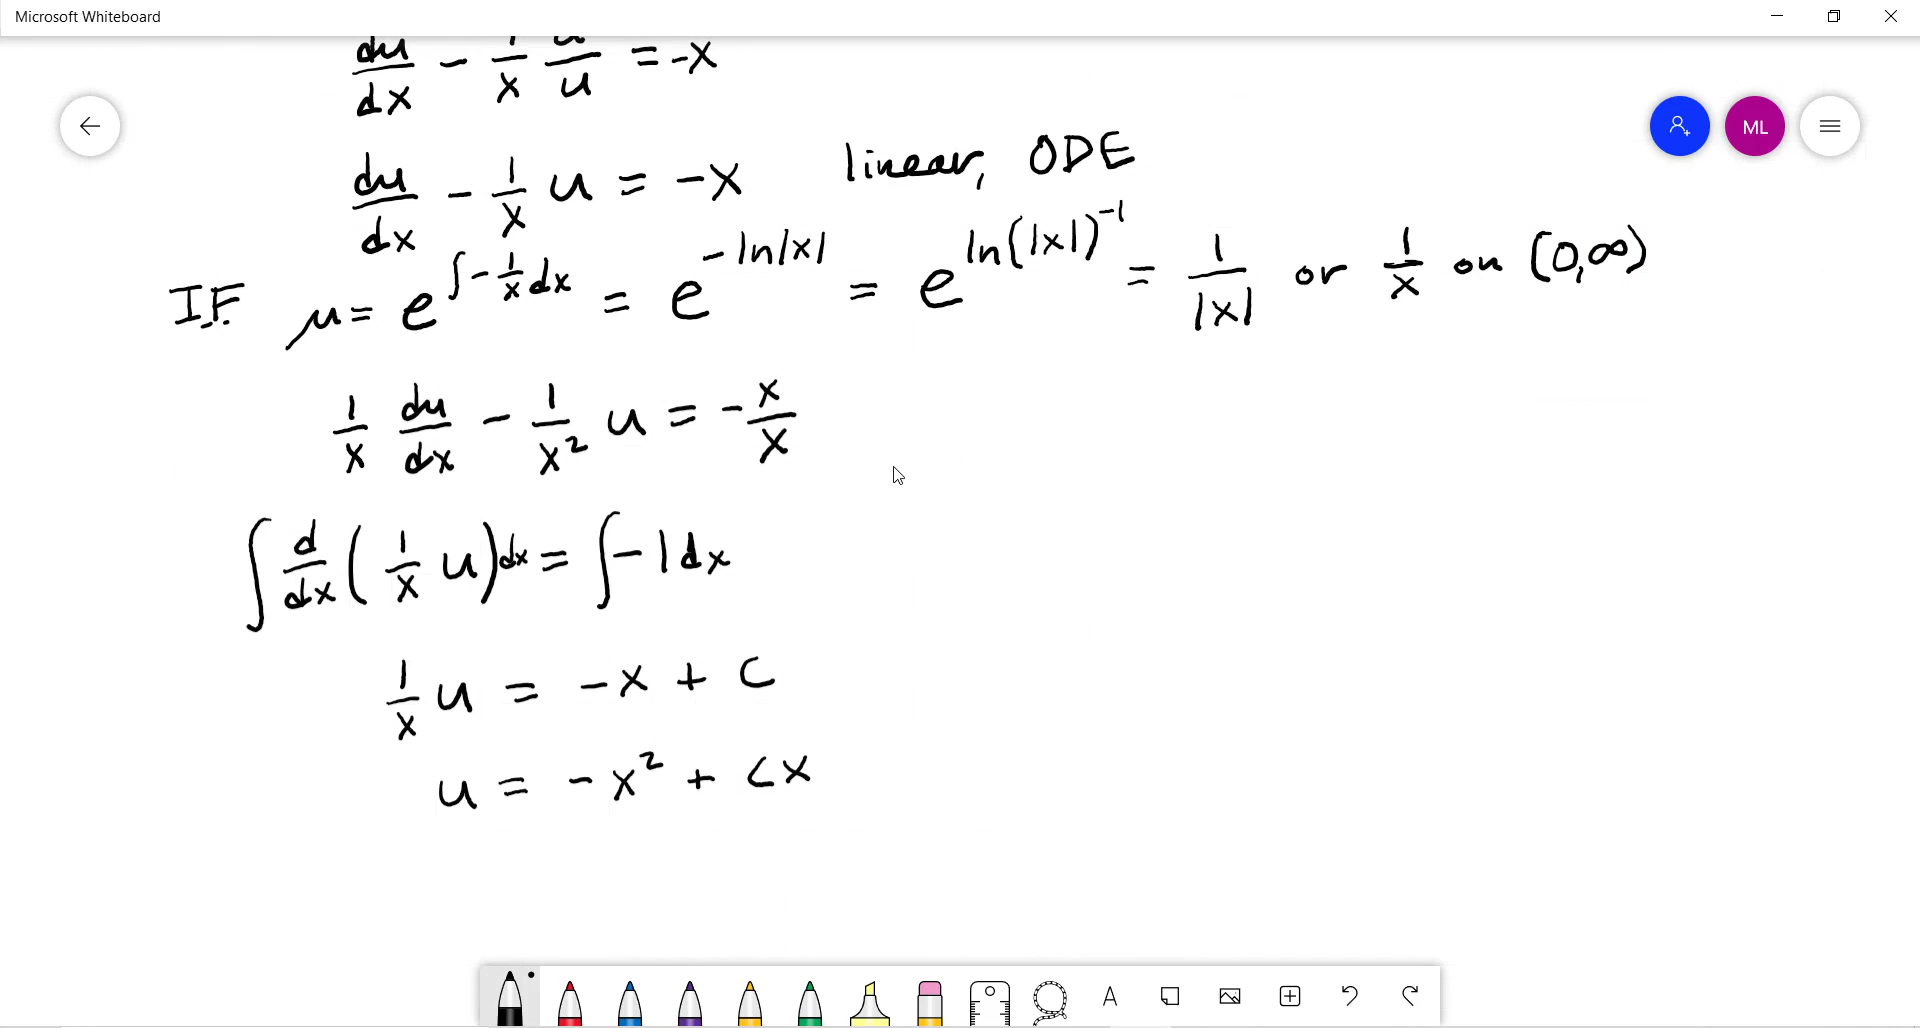 Microsoft Whiteboard
du/dx - 1/x u/u = -x
ML
du/dx - 1/x u = -x linear, ODE
I.F. μ = e^{∫ -1/x dx} = e^{-ln|x|} = e^{ln(|x|)^{-1}} = 1/|x| or 1/x on (0,∞)
1/x du/dx - 1/x² u = -x/x
∫ d/dx (1/x u) dx = ∫ -1 dx
1/x u = -x + c
u = -x² + cx
A